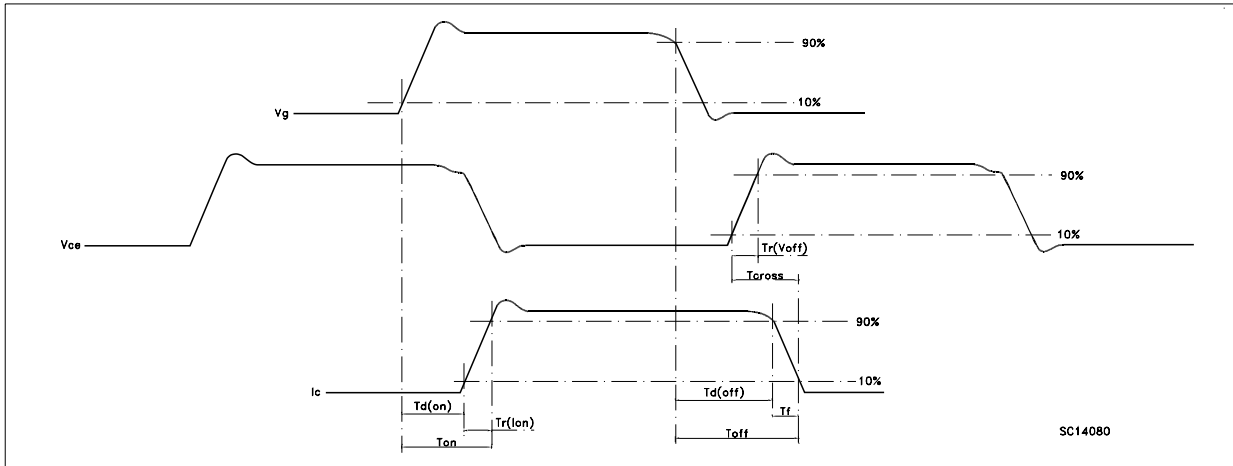 90%
10%
Vg
90%
Vce
10%
Tr(Voff)
Tcross
90%
10%
Ic
Td(on)
Td(off)
Tr(Ion)
Tf
Ton
Toff
SC14080